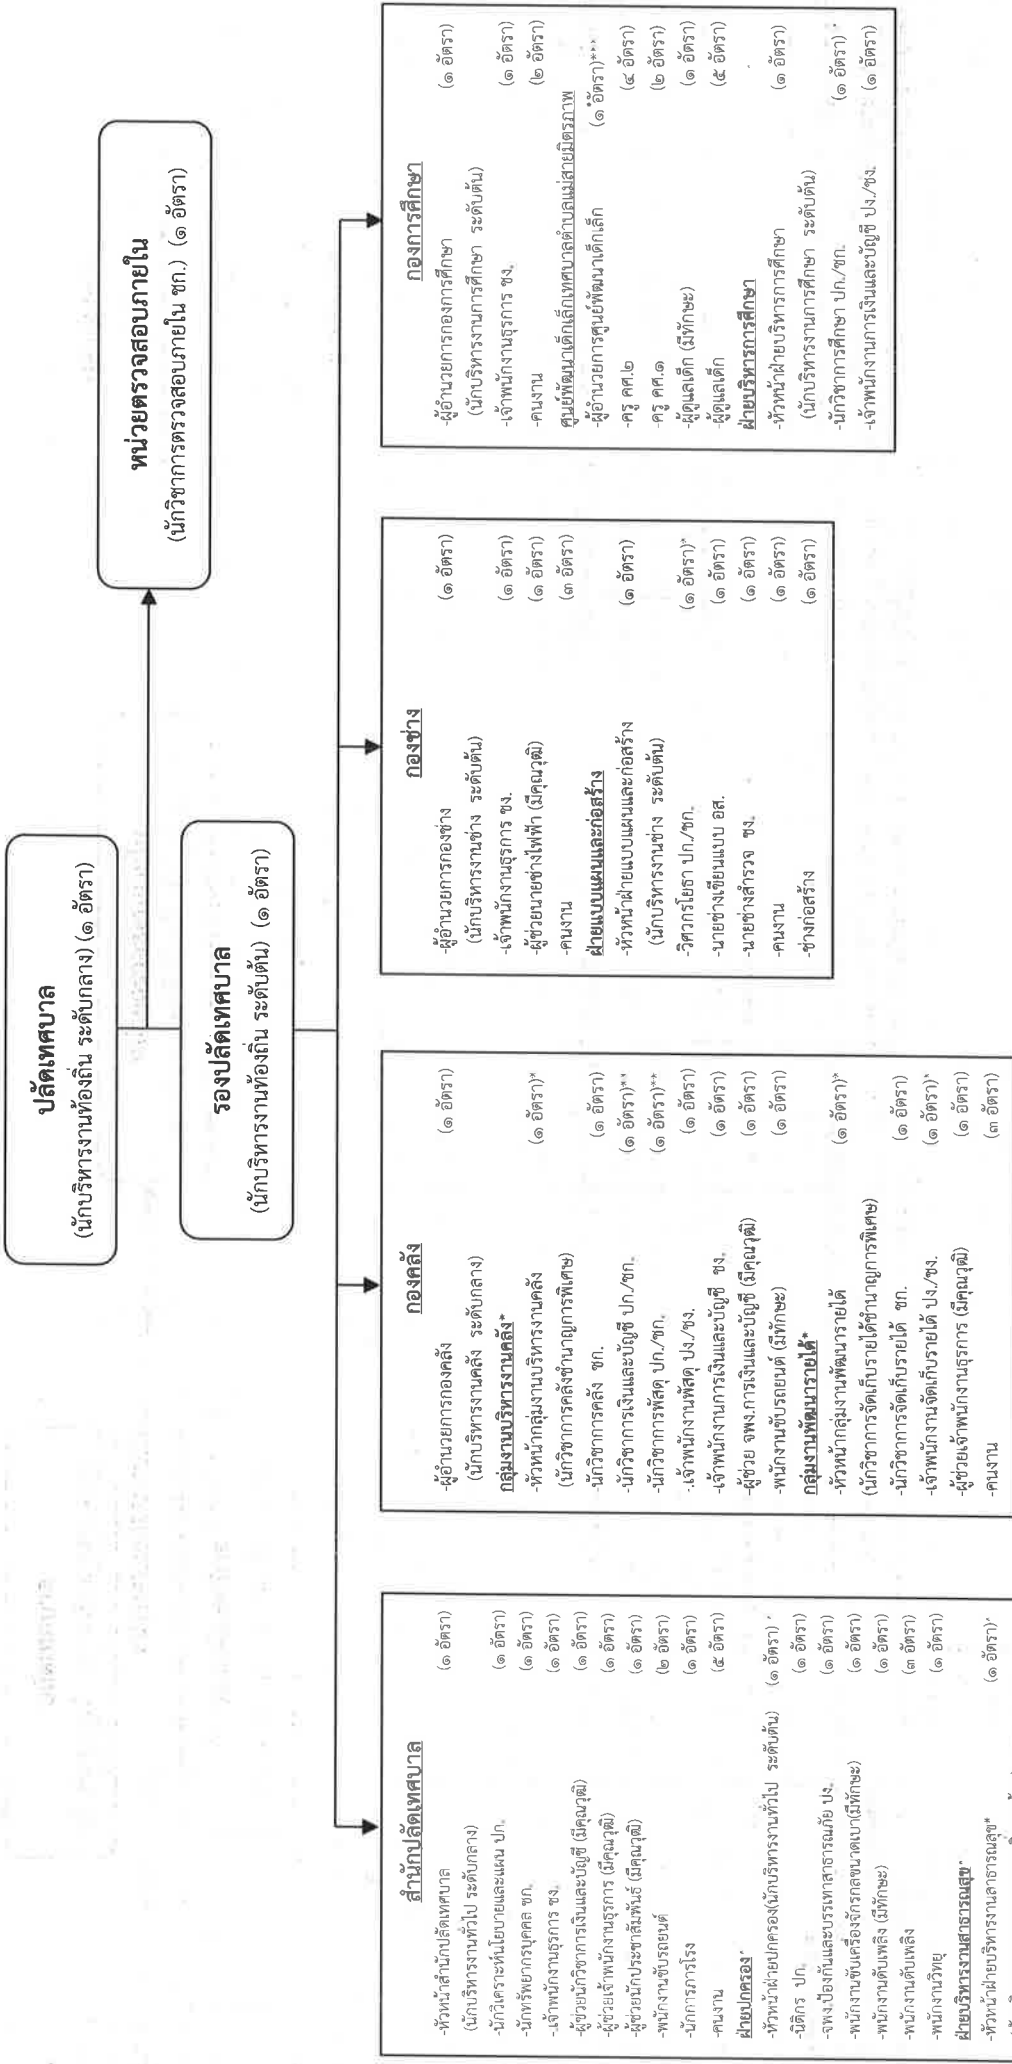 ปลัดเทศบาล
(นักบริหารงานท้องถิ่น ระดับกลาง) (๑ อัตรา)
หน่วยตรวจสอบภายใน
(นักวิชาการตรวจสอบภายใน ชก.) (๑ อัตรา)
รองปลัดเทศบาล
(นักบริหารงานท้องถิ่น ระดับต้น) (๑ อัตรา)
สำนักปลัดเทศบาล
-หัวหน้าสำนักปลัดเทศบาล (๑ อัตรา)
(นักบริหารงานทั่วไป ระดับกลาง)
-นักวิเคราะห์นโยบายและแผน ปก. (๑ อัตรา)
-นักทรัพยากรบุคคล ชก. (๑ อัตรา)
-เจ้าพนักงานธุรการ ชง. (๑ อัตรา)
-ผู้ช่วยนักวิชาการเงินและบัญชี (มีคุณวุฒิ) (๑ อัตรา)
-ผู้ช่วยเจ้าพนักงานธุรการ (มีคุณวุฒิ) (๑ อัตรา)
-ผู้ช่วยนักประชาสัมพันธ์ (มีคุณวุฒิ) (๑ อัตรา)
-พนักงานขับรถยนต์ (๒ อัตรา)
-นักการภารโรง (๑ อัตรา)
-คนงาน (๕ อัตรา)
ฝ่ายปกครอง*
-หัวหน้าฝ่ายปกครอง(นักบริหารงานทั่วไป ระดับต้น) (๑ อัตรา)*
-นิติกร ปก. (๑ อัตรา)
-จพง.ป้องกันและบรรเทาสาธารณภัย ปง. (๑ อัตรา)
-พนักงานขับเครื่องจักรกลขนาดเบา(มีทักษะ) (๑ อัตรา)
-พนักงานดับเพลิง (มีทักษะ) (๑ อัตรา)
-พนักงานดับเพลิง (๓ อัตรา)
-พนักงานวิทยุ (๑ อัตรา)
ฝ่ายบริหารงานสาธารณสุข*
-หัวหน้าฝ่ายบริหารงานสาธารณสุข* (๑ อัตรา)*
กองคลัง
-ผู้อำนวยการกองคลัง (๑ อัตรา)
(นักบริหารงานคลัง ระดับกลาง)
กลุ่มงานบริหารงานคลัง*
-หัวหน้ากลุ่มงานบริหารงานคลัง (๑ อัตรา)*
(นักวิชาการคลังชำนาญการพิเศษ)
-นักวิชาการคลัง ชก. (๑ อัตรา)
-นักวิชาการเงินและบัญชี ปก./ชก. (๑ อัตรา)**
-นักวิชาการพัสดุ ปก./ชก. (๑ อัตรา)**
-เจ้าพนักงานพัสดุ ปง./ชง. (๑ อัตรา)
-เจ้าพนักงานการเงินและบัญชี ชง. (๑ อัตรา)
-ผู้ช่วย จพง.การเงินและบัญชี (มีคุณวุฒิ) (๑ อัตรา)
-พนักงานขับรถยนต์ (มีทักษะ) (๑ อัตรา)
กลุ่มงานพัฒนารายได้*
-หัวหน้ากลุ่มงานพัฒนารายได้ (๑ อัตรา)*
(นักวิชาการจัดเก็บรายได้ชำนาญการพิเศษ)
-นักวิชาการจัดเก็บรายได้ ชก. (๑ อัตรา)
-เจ้าพนักงานจัดเก็บรายได้ ปง./ชง. (๑ อัตรา)*
-ผู้ช่วยเจ้าพนักงานธุรการ (มีคุณวุฒิ) (๑ อัตรา)
-คนงาน (๓ อัตรา)
กองช่าง
-ผู้อำนวยการกองช่าง (๑ อัตรา)
(นักบริหารงานช่าง ระดับต้น)
-เจ้าพนักงานธุรการ ชง. (๑ อัตรา)
-ผู้ช่วยนายช่างไฟฟ้า (มีคุณวุฒิ) (๑ อัตรา)
-คนงาน (๓ อัตรา)
ฝ่ายแบบแผนและก่อสร้าง
-หัวหน้าฝ่ายแบบแผนและก่อสร้าง (๑ อัตรา)
(นักบริหารงานช่าง ระดับต้น)
-วิศวกรโยธา ปก./ชก. (๑ อัตรา)*
-นายช่างเขียนแบบ อส. (๑ อัตรา)
-นายช่างสำรวจ ชง. (๑ อัตรา)
-คนงาน (๑ อัตรา)
-ช่างก่อสร้าง (๑ อัตรา)
กองการศึกษา
-ผู้อำนวยการกองการศึกษา (๑ อัตรา)
(นักบริหารงานการศึกษา ระดับต้น)
-เจ้าพนักงานธุรการ ชง. (๑ อัตรา)
-คนงาน (๒ อัตรา)
ศูนย์พัฒนาเด็กเล็กเทศบาลตำบลแม่สายมิตรภาพ
-ผู้อำนวยการศูนย์พัฒนาเด็กเล็ก (๑ อัตรา)***
-ครู คศ.๒ (๔ อัตรา)
-ครู คศ.๑ (๒ อัตรา)
-ผู้ดูแลเด็ก (มีทักษะ) (๑ อัตรา)
-ผู้ดูแลเด็ก (๕ อัตรา)
ฝ่ายบริหารการศึกษา
-หัวหน้าฝ่ายบริหารการศึกษา (๑ อัตรา)
(นักบริหารงานการศึกษา ระดับต้น)
-นักวิชาการศึกษา ปก./ชก. (๑ อัตรา)*
-เจ้าพนักงานการเงินและบัญชี ปง./ชง. (๑ อัตรา)